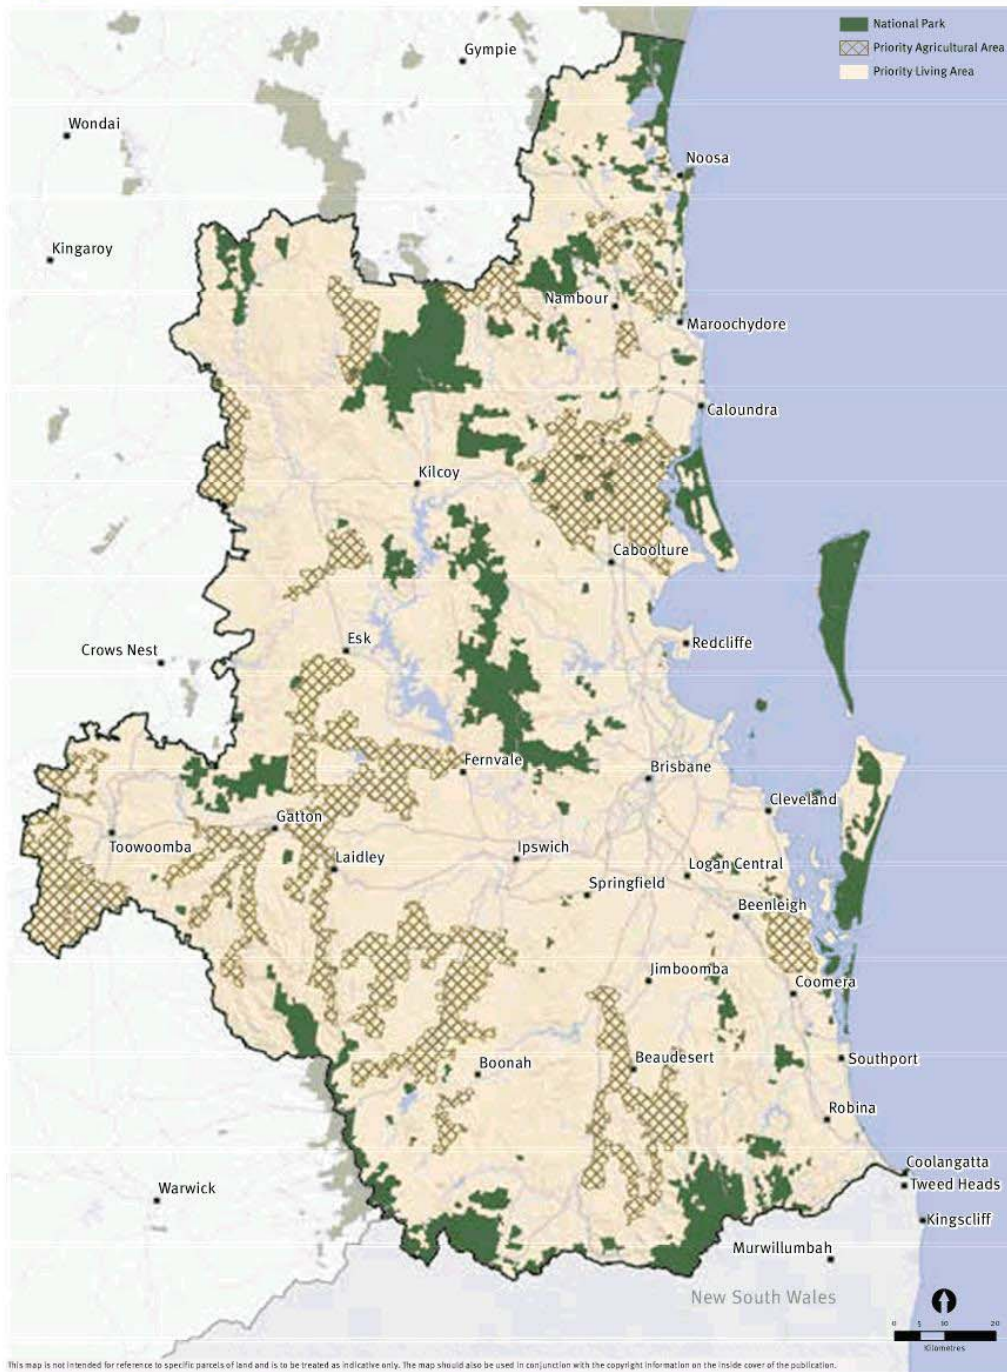 National Park
Priority Agricultural Area
Priority Living Area
Gympie
Wondai
Noosa
Kingaroy
Nambour
Maroochydore
Caloundra
Kilcoy
Caboolture
Esk
Redcliffe
Crows Nest
Fernvale
Brisbane
Cleveland
Gatton
Toowoomba
Laidley
Ipswich
Logan Central
Springfield
Beenleigh
Jimboomba
Coomera
Boonah
Beaudesert
Southport
Robina
Coolangatta
Tweed Heads
Warwick
Kingscliff
Murwillumbah
New South Wales
0 5 10 20
Kilometres
This map is not intended for reference to specific parcels of land and is to be treated as indicative only. The map should also be used in conjunction with the copyright information on the inside cover of the publication.